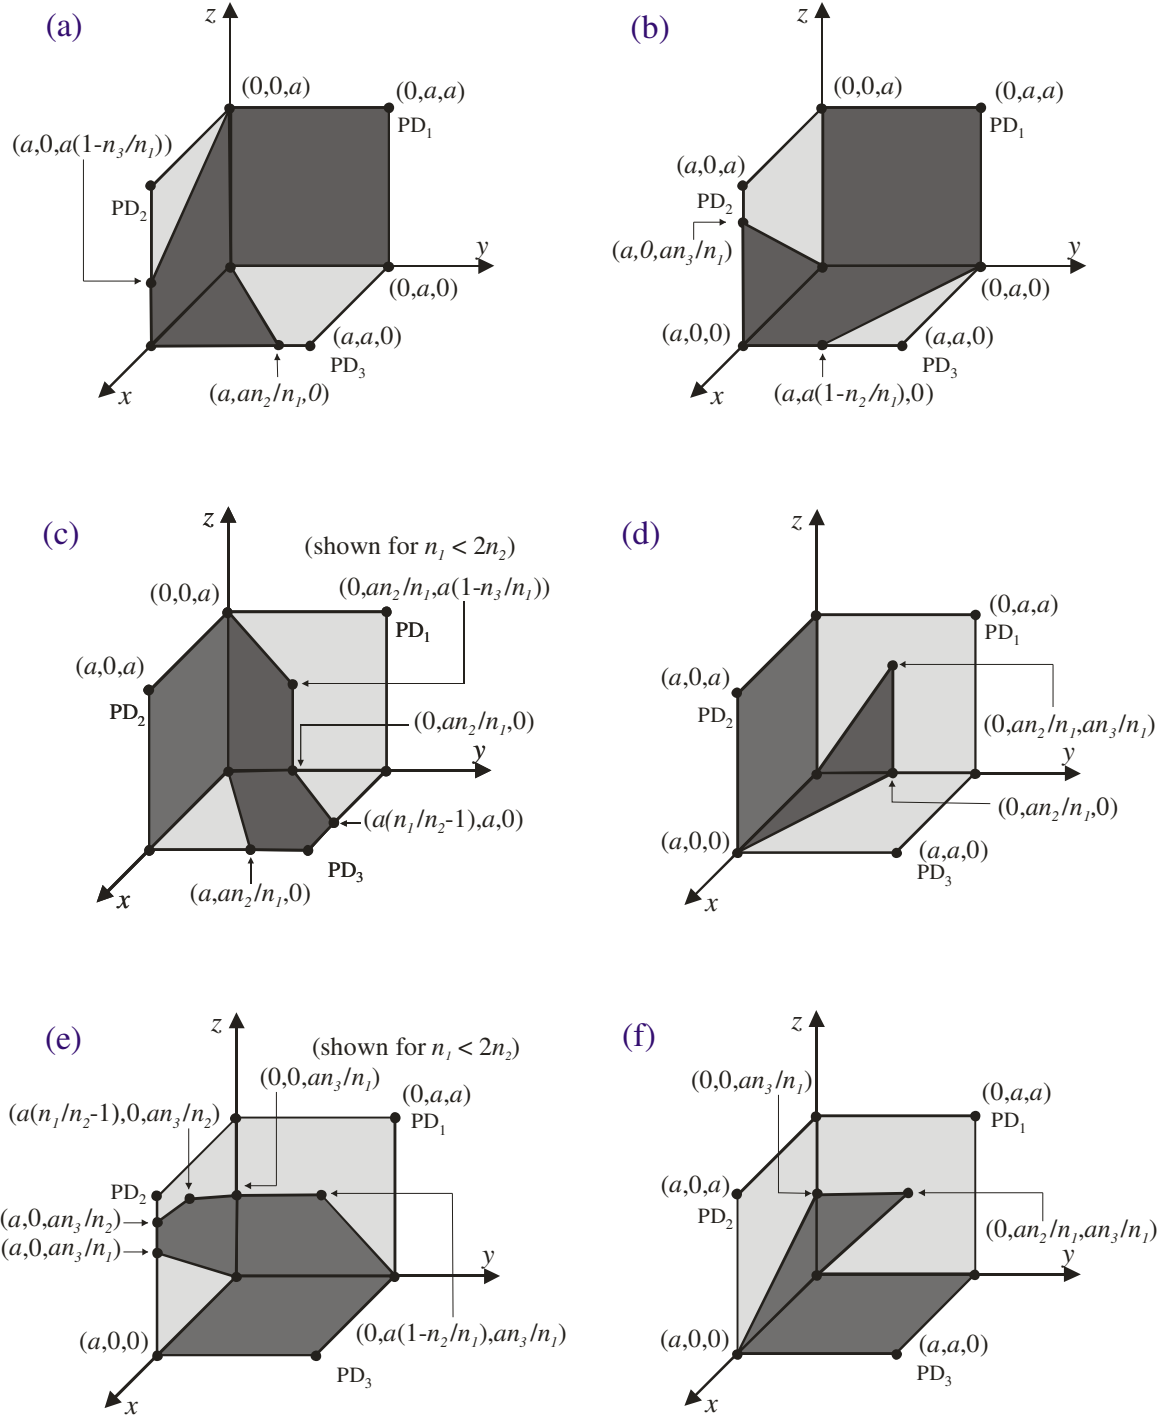 (a)
z
(0,0,a)
(0,a,a)
PD₁
(a,0,a(1-n₃/n₁))
PD₂
y
(0,a,0)
(a,a,0)
PD₃
x
(a,an₂/n₁,0)
(b)
z
(0,0,a)
(0,a,a)
PD₁
(a,0,a)
PD₂
(a,0,an₃/n₁)
y
(0,a,0)
(a,0,0)
(a,a,0)
PD₃
x
(a,a(1-n₂/n₁),0)
(c)
z
(shown for n₁ < 2n₂)
(0,0,a)
(0,an₂/n₁,a(1-n₃/n₁))
PD₁
(a,0,a)
PD₂
(0,an₂/n₁,0)
y
(a(n₁/n₂-1),a,0)
PD₃
x
(a,an₂/n₁,0)
(d)
z
(0,a,a)
PD₁
(a,0,a)
PD₂
(0,an₂/n₁,an₃/n₁)
y
(0,an₂/n₁,0)
(a,0,0)
(a,a,0)
PD₃
x
(e)
z
(shown for n₁ < 2n₂)
(0,0,an₃/n₁)
(0,a,a)
PD₁
(a(n₁/n₂-1),0,an₃/n₂)
PD₂
(a,0,an₃/n₂)
(a,0,an₃/n₁)
y
(a,0,0)
(0,a(1-n₂/n₁),an₃/n₁)
PD₃
x
(f)
z
(0,0,an₃/n₁)
(0,a,a)
PD₁
(a,0,a)
PD₂
(0,an₂/n₁,an₃/n₁)
y
(a,0,0)
(a,a,0)
PD₃
x